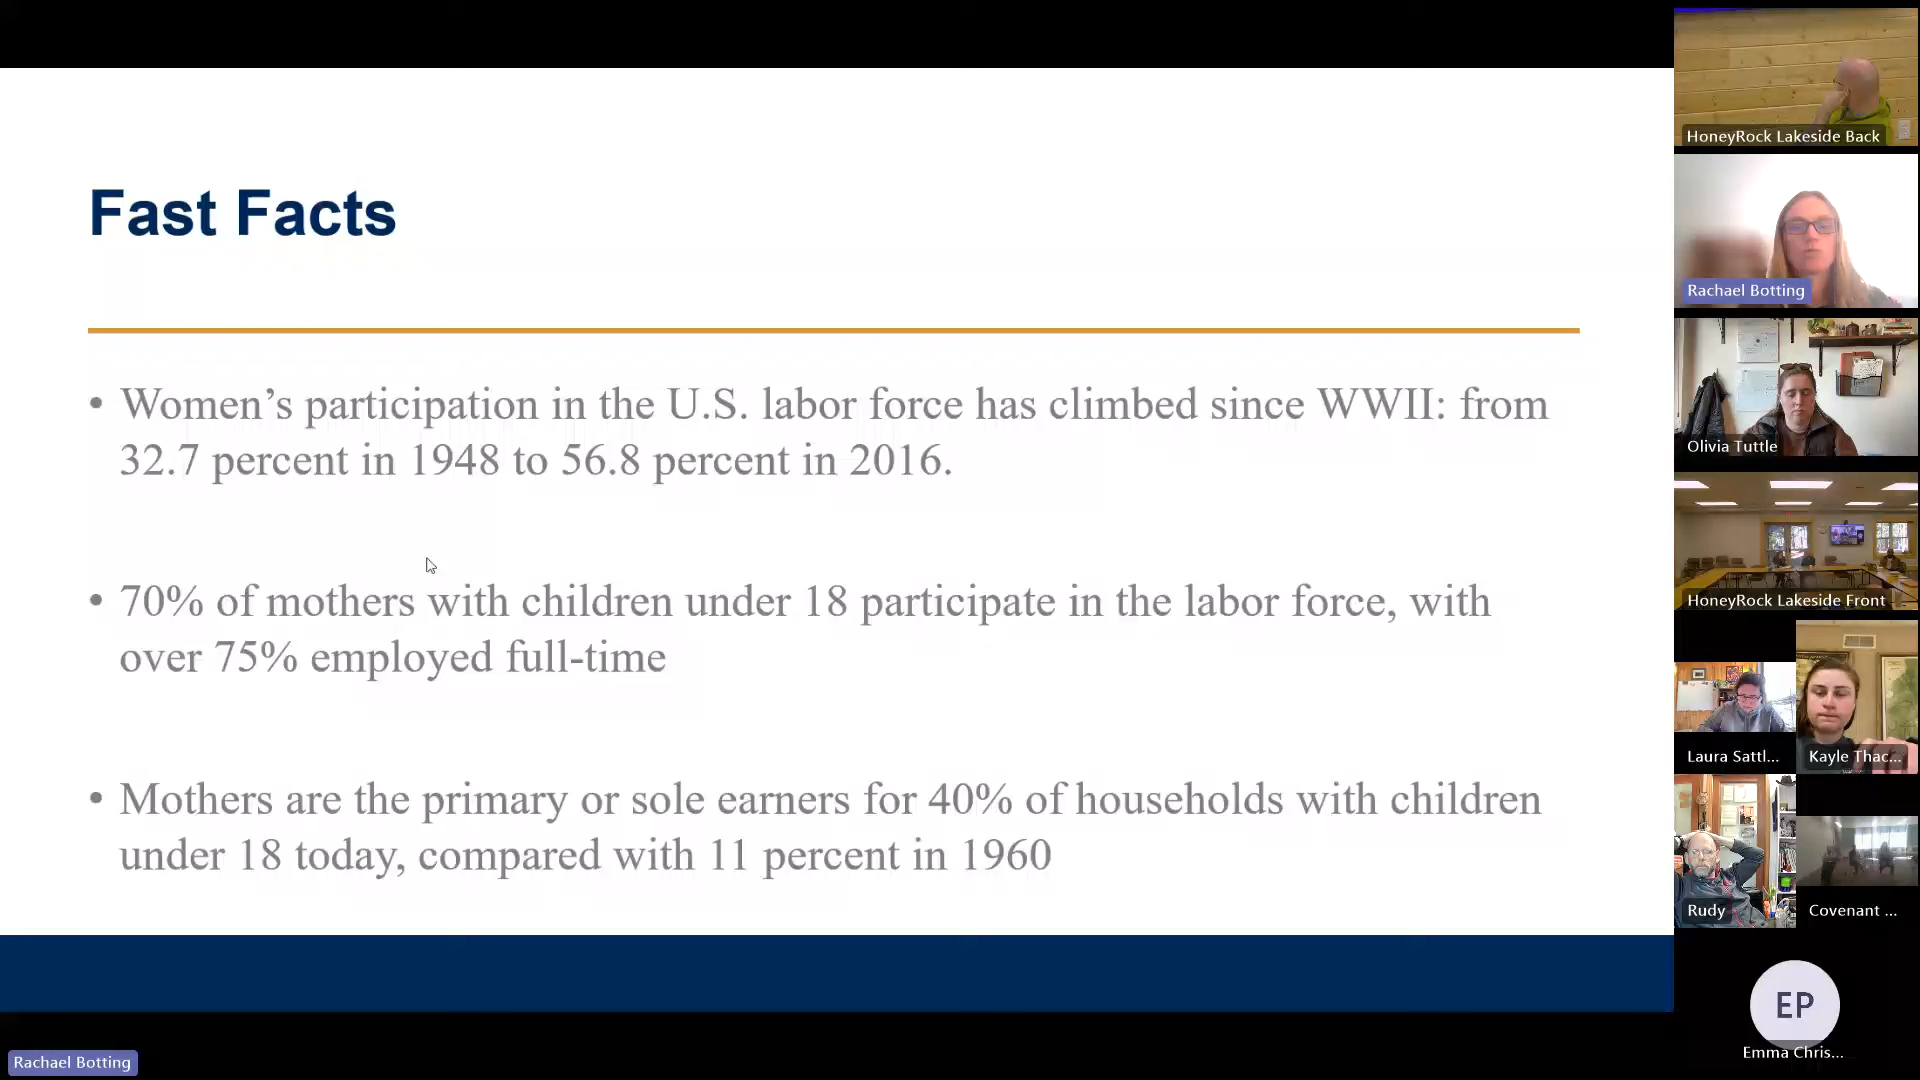 Fast Facts
• Women’s participation in the U.S. labor force has climbed since WWII: from
32.7 percent in 1948 to 56.8 percent in 2016.
• 70% of mothers with children under 18 participate in the labor force, with
over 75% employed full-time
• Mothers are the primary or sole earners for 40% of households with children
under 18 today, compared with 11 percent in 1960
Rachael Botting
HoneyRock Lakeside Back
Rachael Botting
Olivia Tuttle
HoneyRock Lakeside Front
Laura Sattl...
Kayle Thac...
Rudy
Covenant ...
EP
Emma Chris...